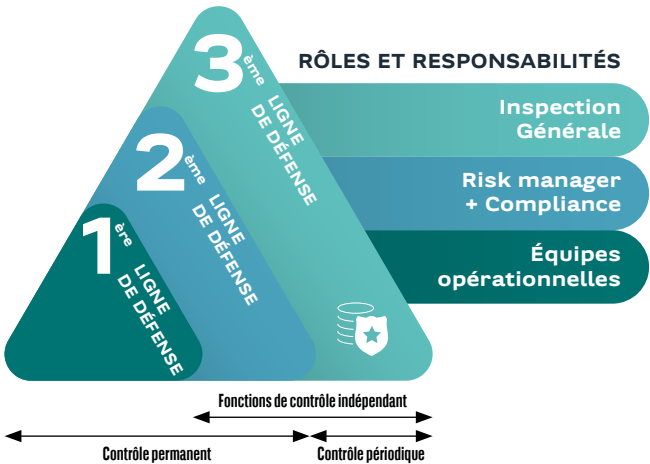 RÔLES ET RESPONSABILITÉS
3ème LIGNE
DE DÉFENSE
Inspection
Générale
2ème LIGNE
DE DÉFENSE
Risk manager
+ Compliance
1ère LIGNE
DE DÉFENSE
Équipes
opérationnelles
Fonctions de contrôle indépendant
Contrôle permanent
Contrôle périodique